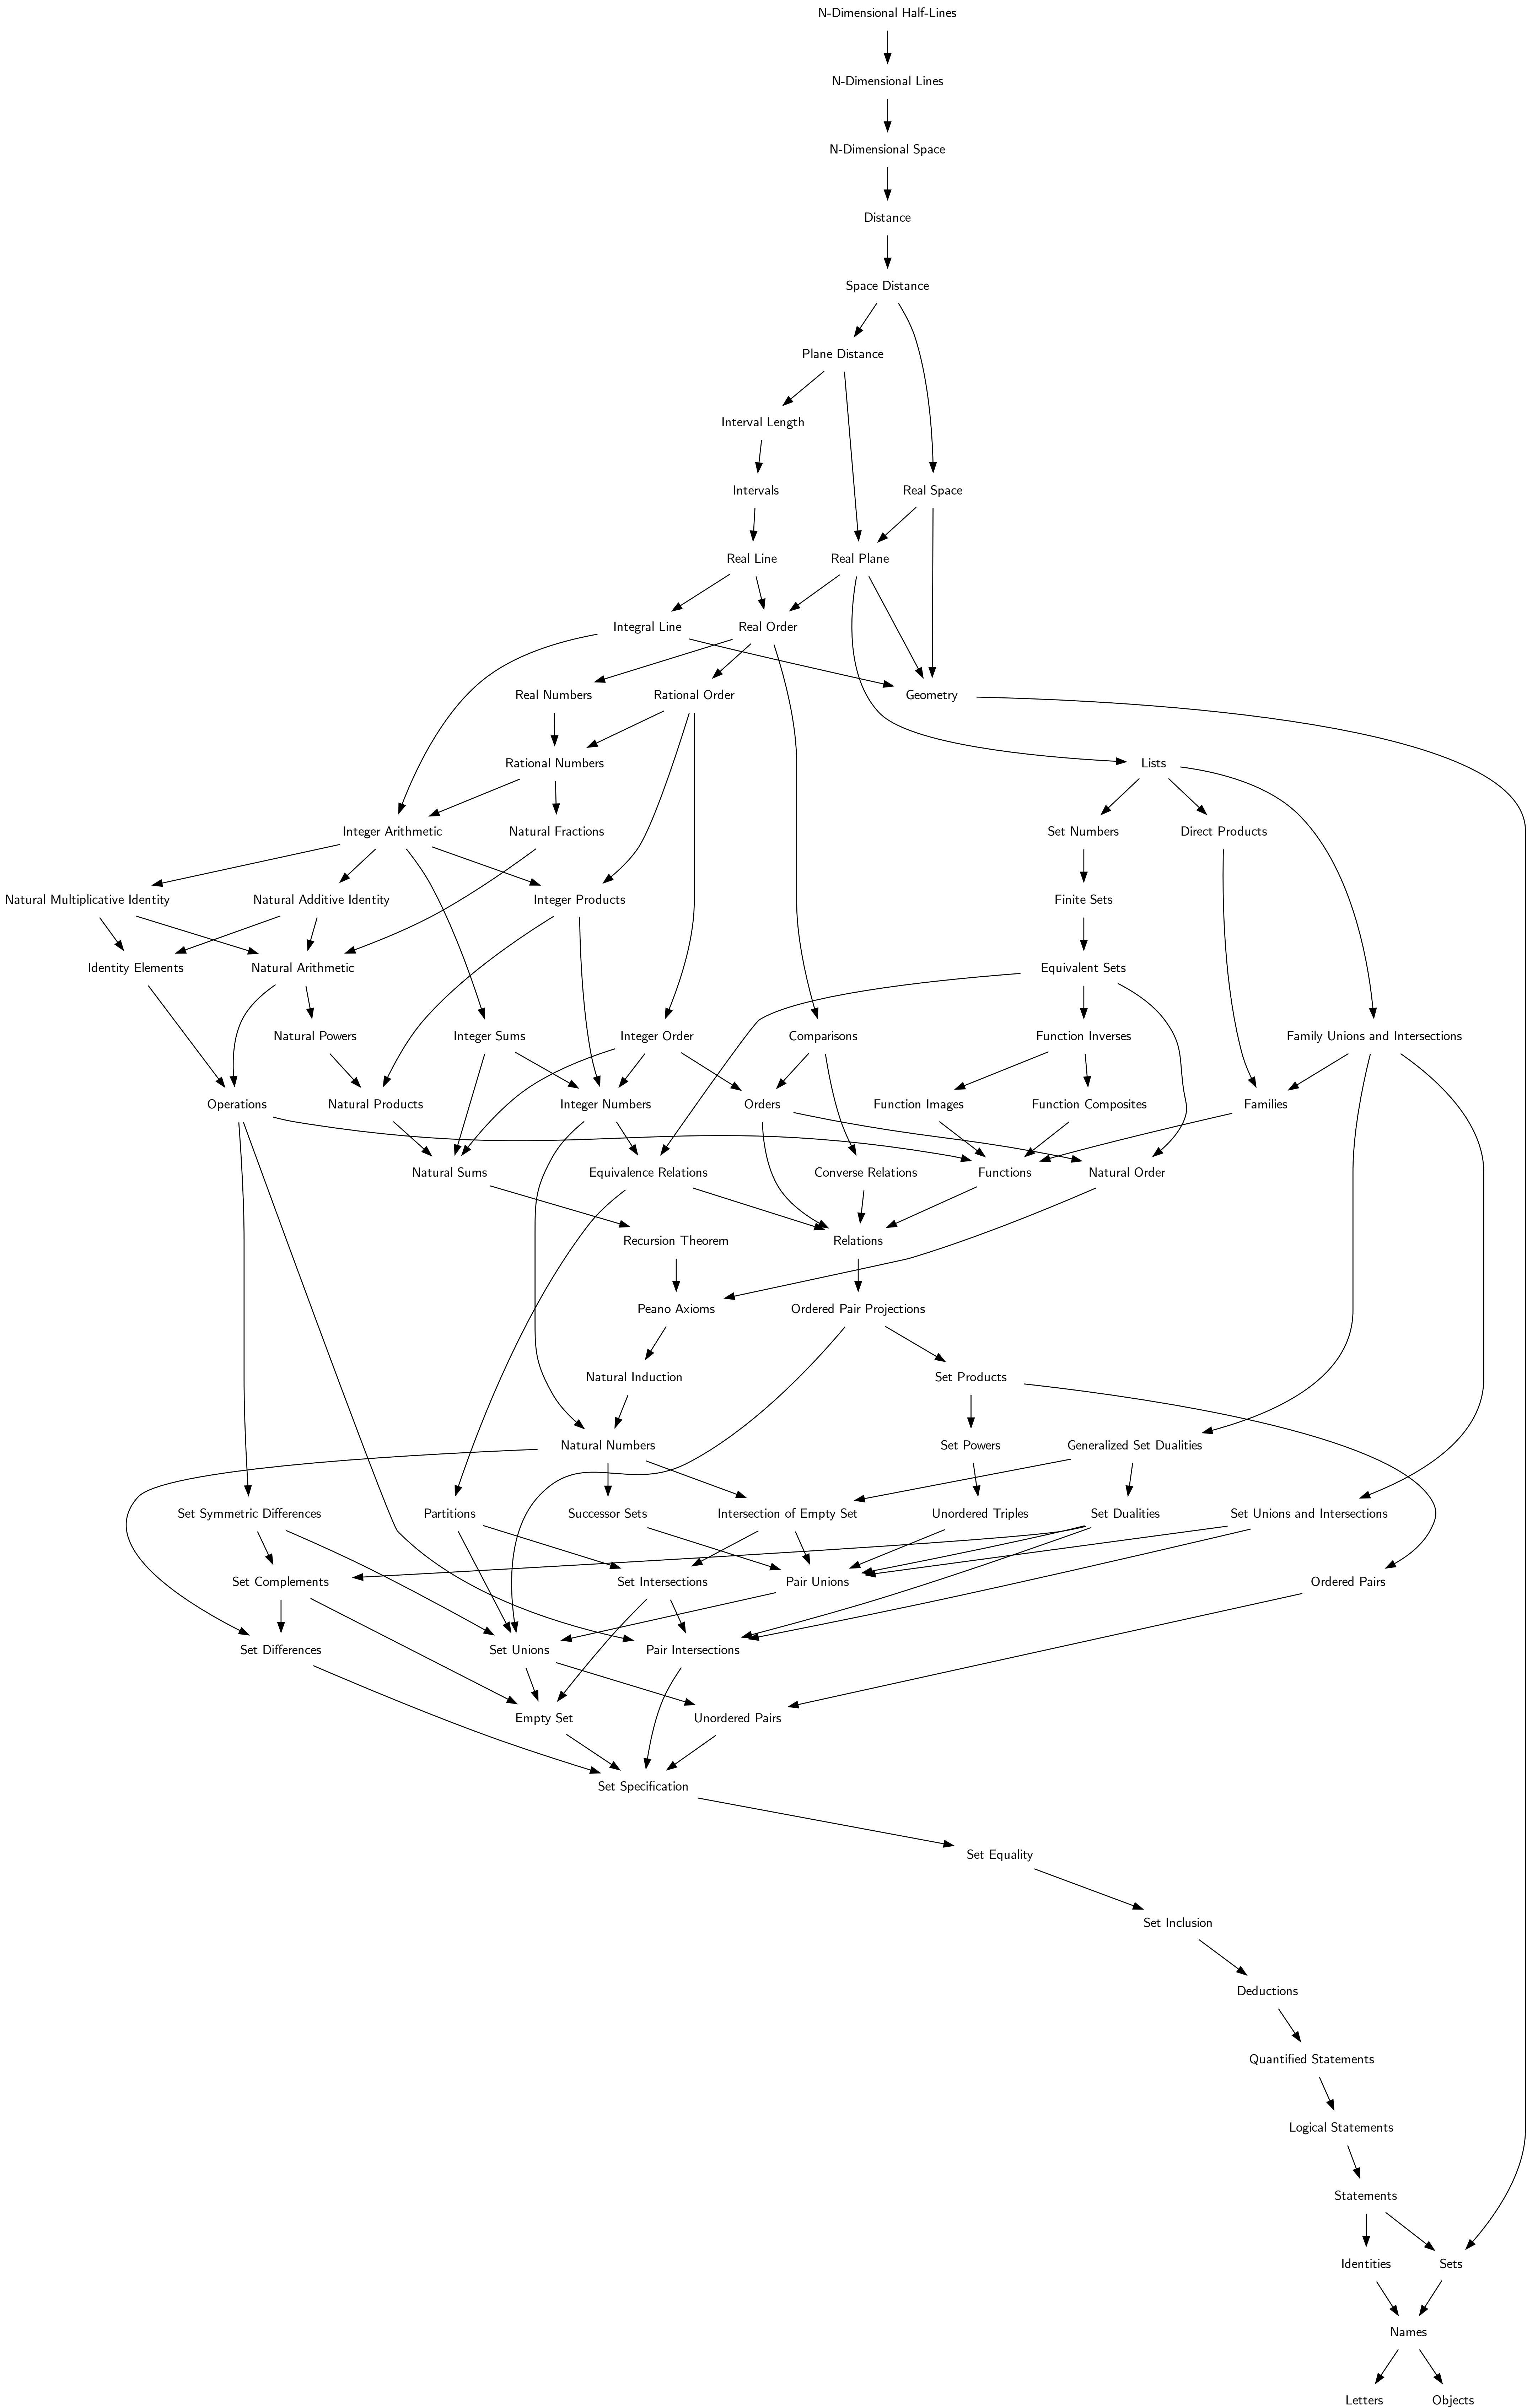 N-Dimensional Half-Lines
N-Dimensional Lines
N-Dimensional Space
Distance
Space Distance
Plane Distance
Interval Length
Intervals
Real Space
Real Line
Real Plane
Integral Line
Real Order
Real Numbers
Rational Order
Geometry
Rational Numbers
Lists
Integer Arithmetic
Natural Fractions
Set Numbers
Direct Products
Natural Multiplicative Identity
Natural Additive Identity
Integer Products
Finite Sets
Identity Elements
Natural Arithmetic
Equivalent Sets
Natural Powers
Integer Sums
Integer Order
Comparisons
Function Inverses
Family Unions and Intersections
Operations
Natural Products
Integer Numbers
Orders
Function Images
Function Composites
Families
Natural Sums
Equivalence Relations
Converse Relations
Functions
Natural Order
Recursion Theorem
Relations
Peano Axioms
Ordered Pair Projections
Natural Induction
Set Products
Natural Numbers
Set Powers
Generalized Set Dualities
Set Symmetric Differences
Partitions
Successor Sets
Intersection of Empty Set
Unordered Triples
Set Dualities
Set Unions and Intersections
Set Complements
Set Intersections
Pair Unions
Ordered Pairs
Set Differences
Set Unions
Pair Intersections
Empty Set
Unordered Pairs
Set Specification
Set Equality
Set Inclusion
Deductions
Quantified Statements
Logical Statements
Statements
Identities
Sets
Names
Letters
Objects